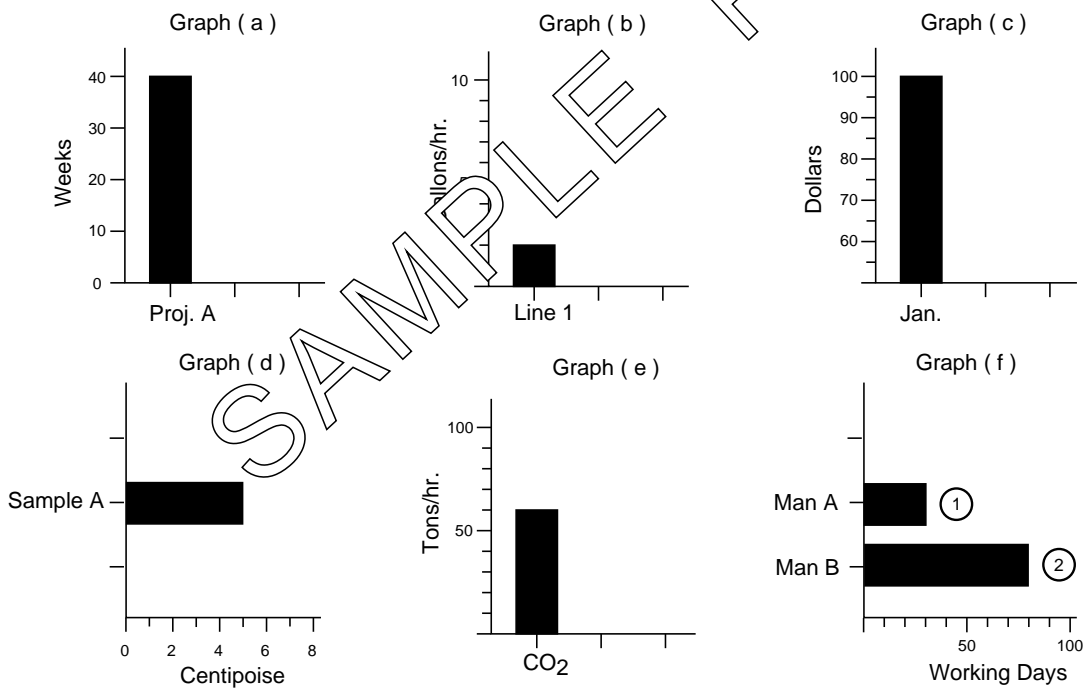 Graph ( a )
40
30
20
10
0
Weeks
Proj. A
Graph ( b )
10
Line 1
Graph ( c )
100
90
80
70
60
Dollars
Jan.
Graph ( d )
Sample A
0 2 4 6 8
Centipoise
Graph ( e )
100
50
Tons/hr.
CO2
Graph ( f )
Man A 1
Man B 2
50 100
Working Days
SAMPLE